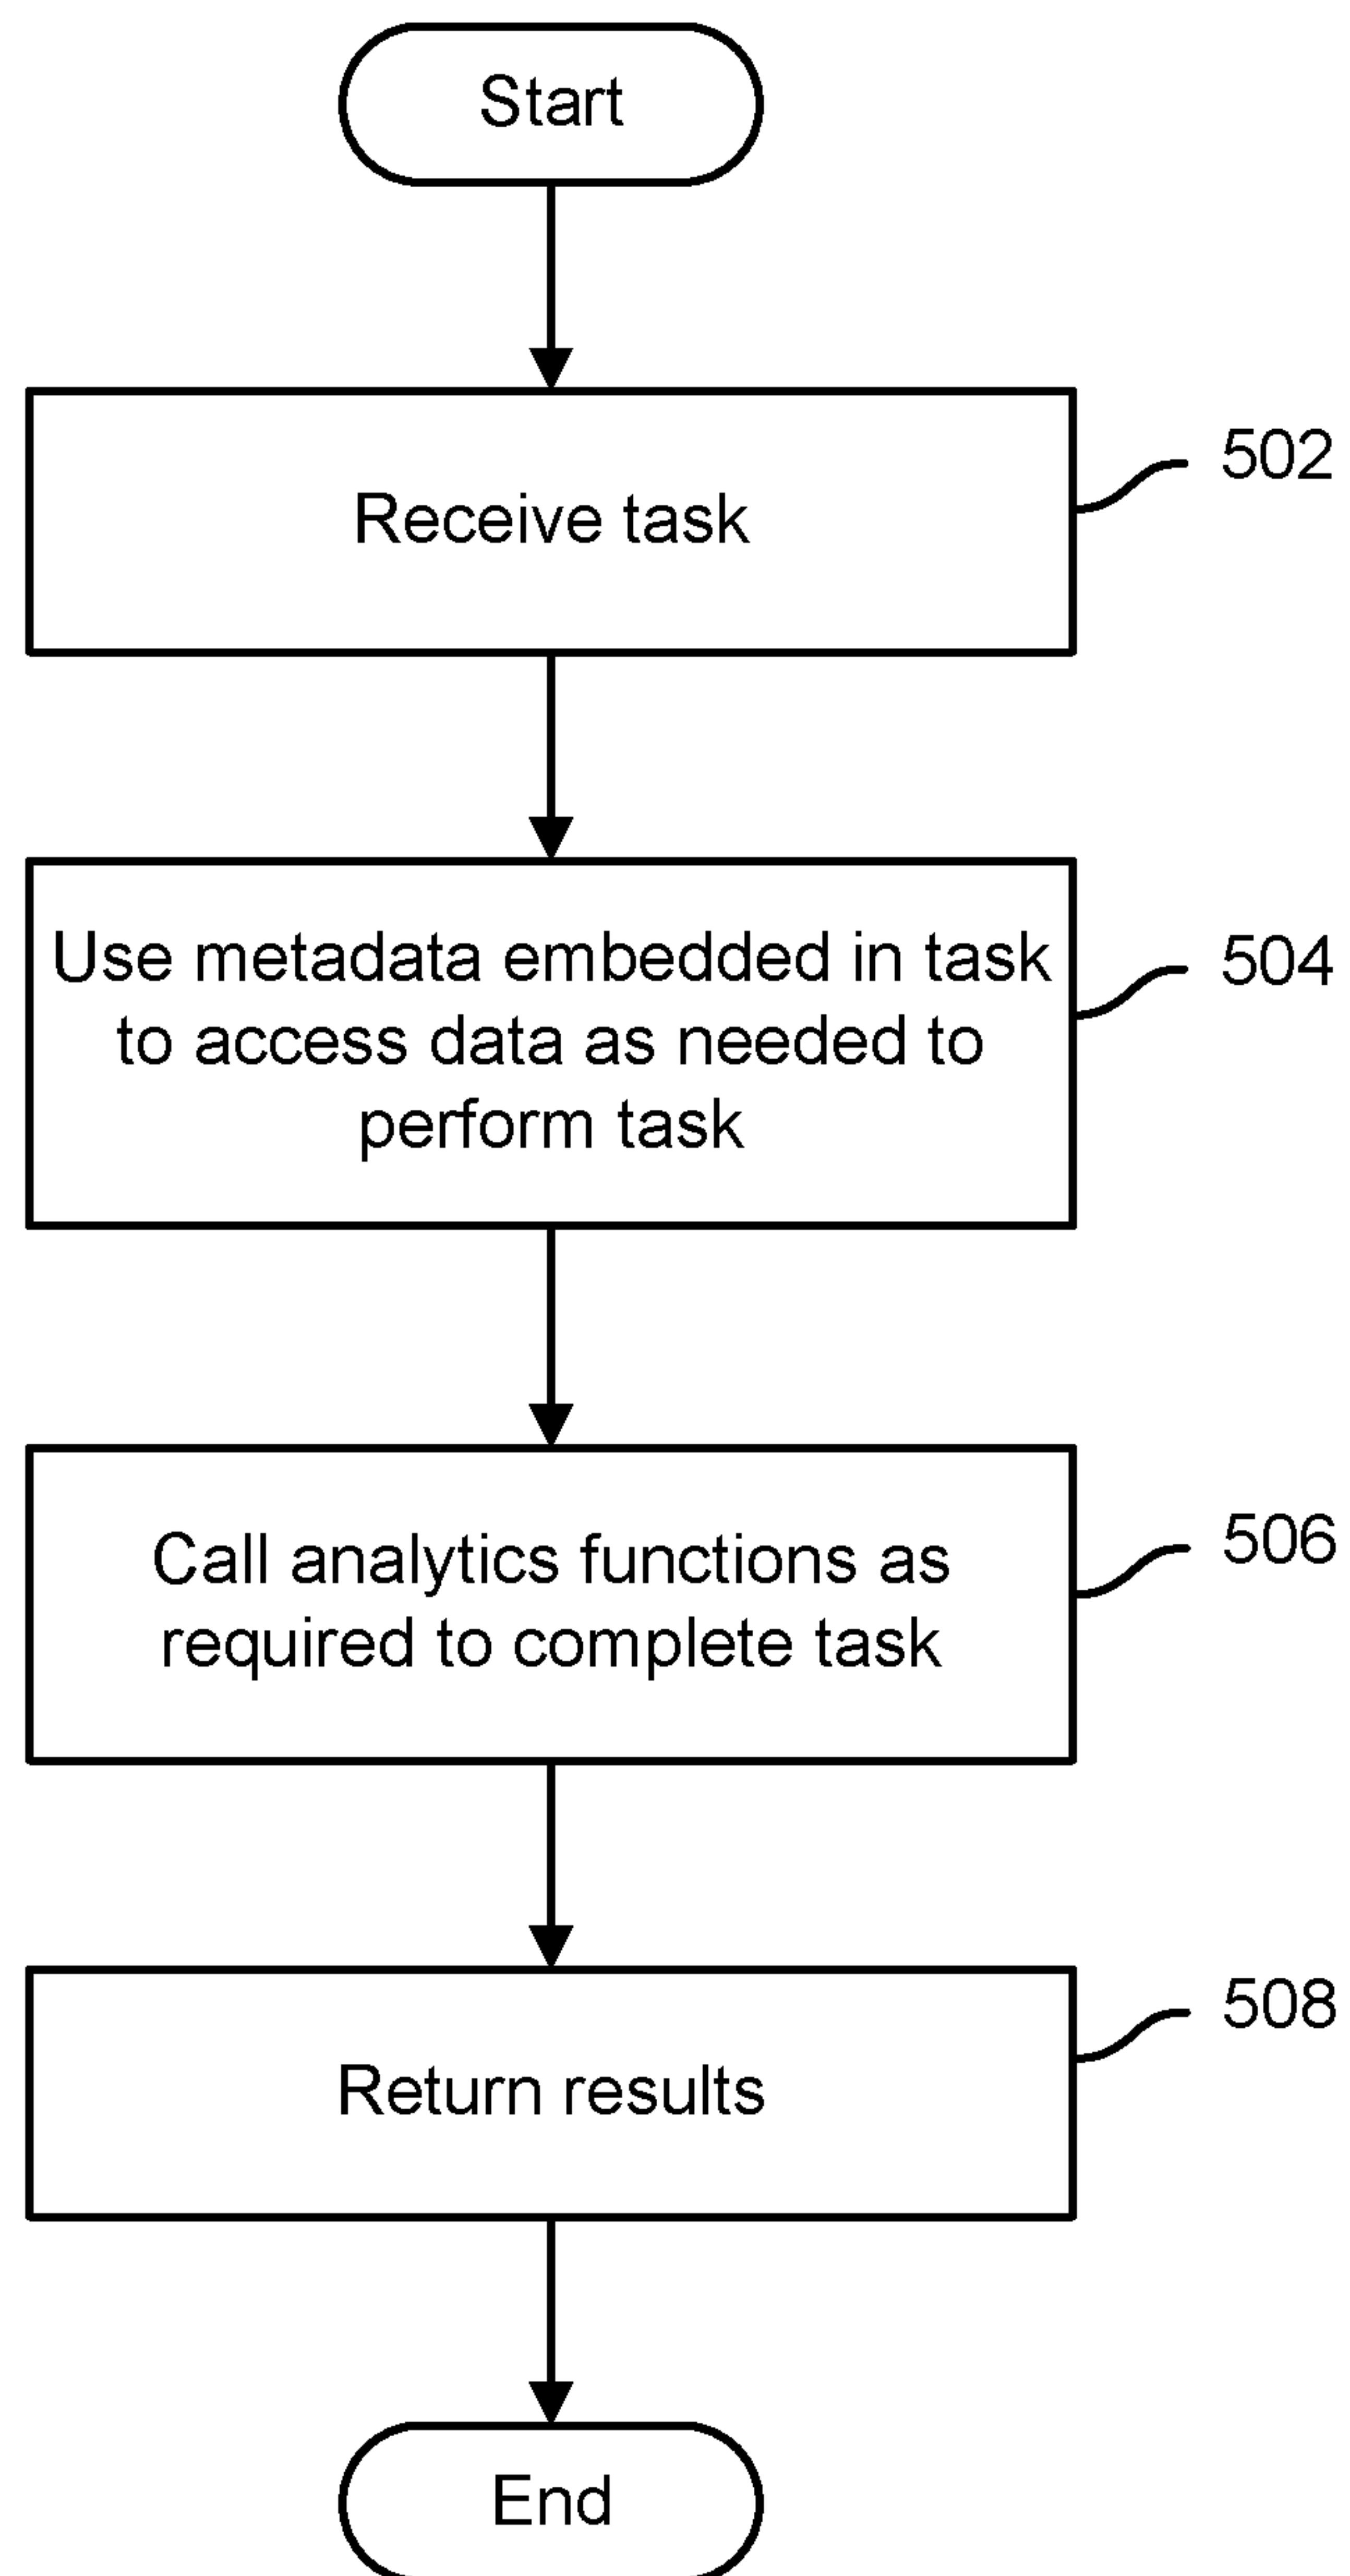 Start
Receive task
502
Use metadata embedded in task
to access data as needed to
perform task
504
Call analytics functions as
required to complete task
506
Return results
508
End